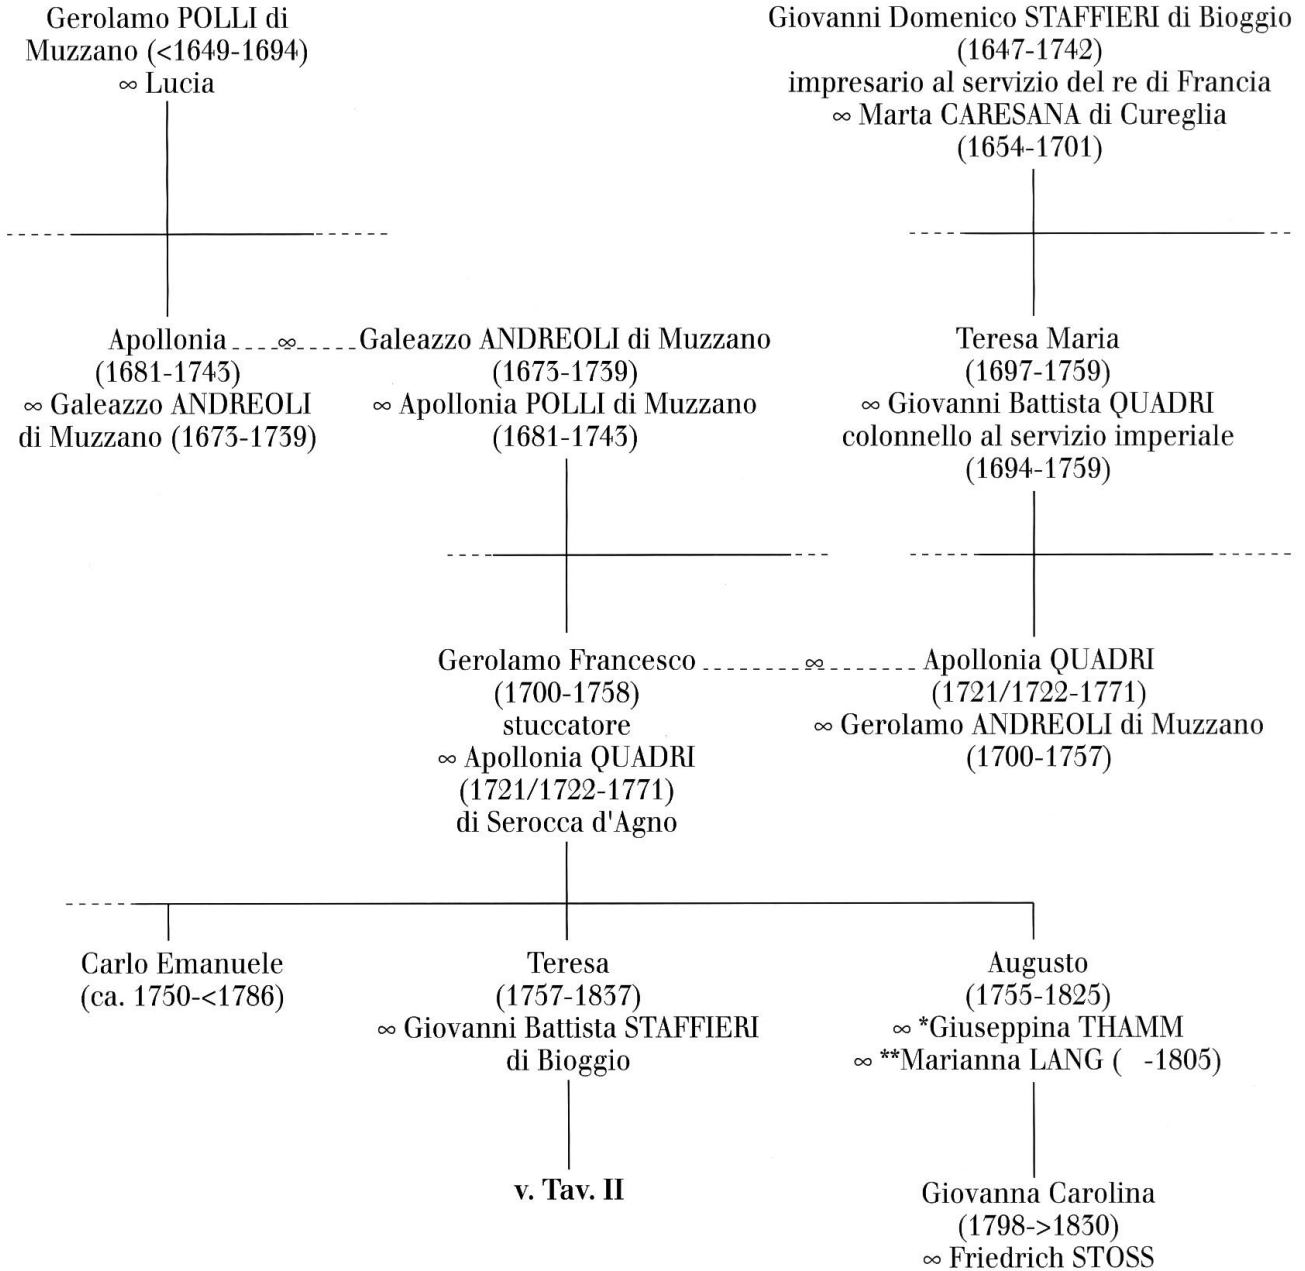 Gerolamo POLLI di
Muzzano (<1649-1694)
∞ Lucia
Giovanni Domenico STAFFIERI di Bioggio
(1647-1742)
impresario al servizio del re di Francia
∞ Marta CARESANA di Cureglia
(1654-1701)
Apollonia
(1681-1743)
∞ Galeazzo ANDREOLI
di Muzzano (1673-1739)
∞
Galeazzo ANDREOLI di Muzzano
(1673-1739)
∞ Apollonia POLLI di Muzzano
(1681-1743)
Teresa Maria
(1697-1759)
∞ Giovanni Battista QUADRI
colonnello al servizio imperiale
(1694-1759)
Gerolamo Francesco
(1700-1758)
stuccatore
∞ Apollonia QUADRI
(1721/1722-1771)
di Serocca d'Agno
∞
Apollonia QUADRI
(1721/1722-1771)
∞ Gerolamo ANDREOLI di Muzzano
(1700-1757)
Carlo Emanuele
(ca. 1750-<1786)
Teresa
(1757-1837)
∞ Giovanni Battista STAFFIERI
di Bioggio
v. Tav. II
Augusto
(1755-1825)
∞ *Giuseppina THAMM
∞ **Marianna LANG (   -1805)
Giovanna Carolina
(1798->1830)
∞ Friedrich STOSS